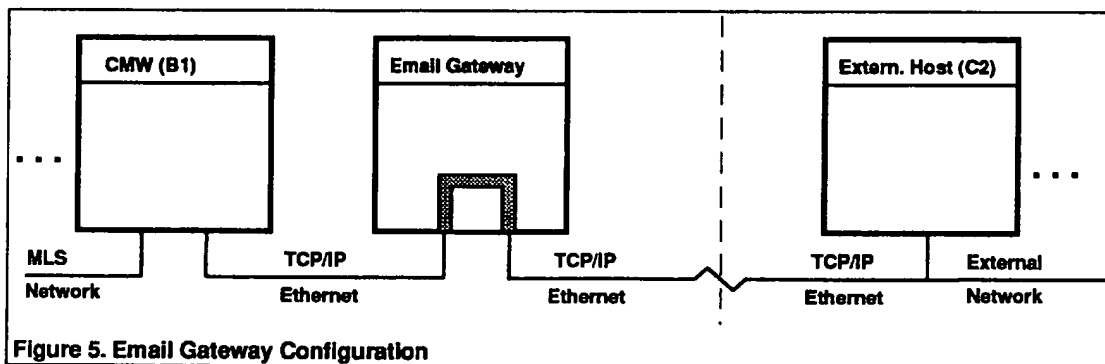 CMW (B1)
Email Gateway
Extern. Host (C2)
MLS
Network
TCP/IP
Ethernet
TCP/IP
Ethernet
TCP/IP
Ethernet
External
Network
Figure 5. Email Gateway Configuration